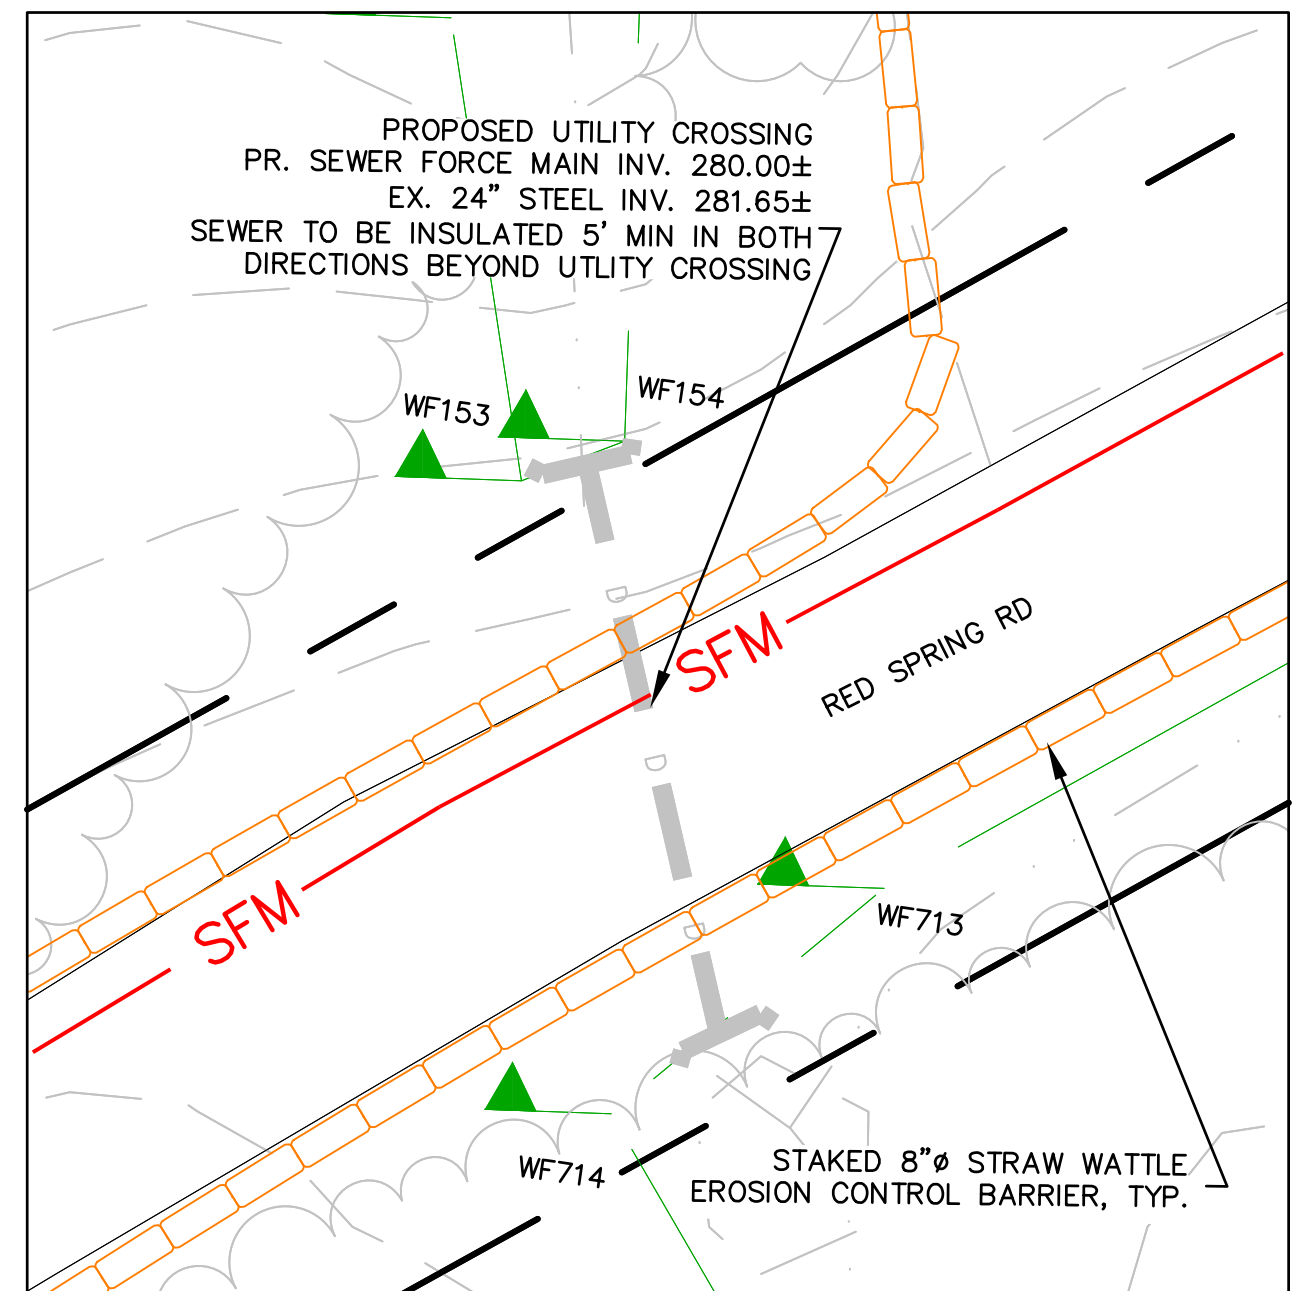 PROPOSED UTILITY CROSSING
PR. SEWER FORCE MAIN INV. 280.00±
EX. 24" STEEL INV. 281.65±
SEWER TO BE INSULATED 5' MIN IN BOTH
DIRECTIONS BEYOND UTLITY CROSSING
WF153
WF154
D
SFM
RED SPRING RD
D
SFM
WF713
D
WF714
STAKED 8"ø STRAW WATTLE
EROSION CONTROL BARRIER, TYP.